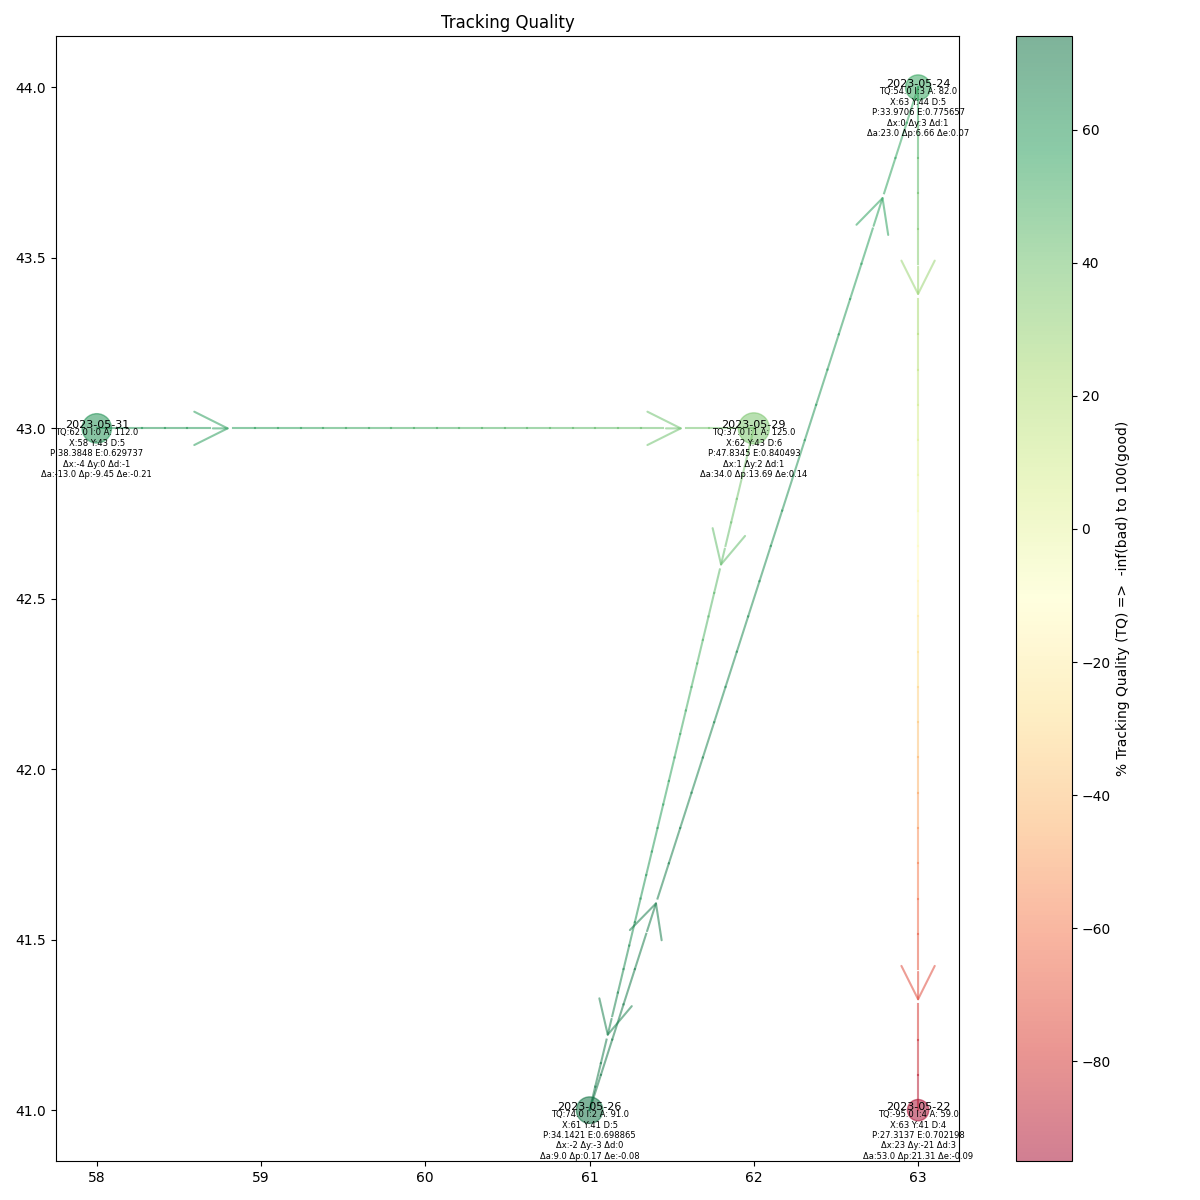 Tracking Quality
44.0
43.5
43.0
42.5
42.0
41.5
41.0
58
59
60
61
62
63
2023-05-24
TQ:54.0 I:3 A: 82.0
X:63 Y:44 D:5
P:33.9706 E:0.775657
Δx:0 Δy:3 Δd:1
Δa:23.0 Δp:6.66 Δe:0.07
2023-05-31
TQ:62.0 I:0 A: 112.0
X:58 Y:43 D:5
P:38.3848 E:0.629737
Δx:-4 Δy:0 Δd:-1
Δa:-13.0 Δp:-9.45 Δe:-0.21
2023-05-29
TQ:37.0 I:1 A: 125.0
X:62 Y:43 D:6
P:47.8345 E:0.840493
Δx:1 Δy:2 Δd:1
Δa:34.0 Δp:13.69 Δe:0.14
2023-05-26
TQ:74.0 I:2 A: 91.0
X:61 Y:41 D:5
P:34.1421 E:0.698865
Δx:-2 Δy:-3 Δd:0
Δa:9.0 Δp:0.17 Δe:-0.08
2023-05-22
TQ:-95.0 I:4 A: 59.0
X:63 Y:41 D:4
P:27.3137 E:0.702198
Δx:23 Δy:-21 Δd:3
Δa:53.0 Δp:21.31 Δe:-0.09
60
40
20
0
−20
−40
−60
−80
% Tracking Quality (TQ) => -inf(bad) to 100(good)